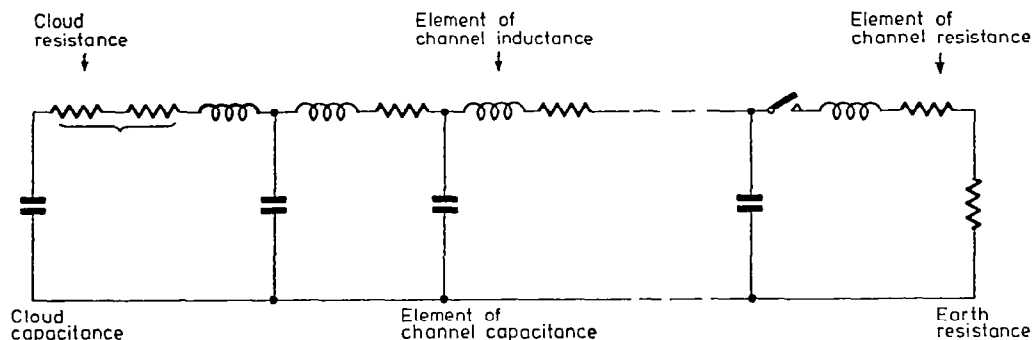 Cloud
resistance
Element of
channel inductance
Element of
channel resistance
Cloud
capacitance
Element of
channel capacitance
Earth
resistance